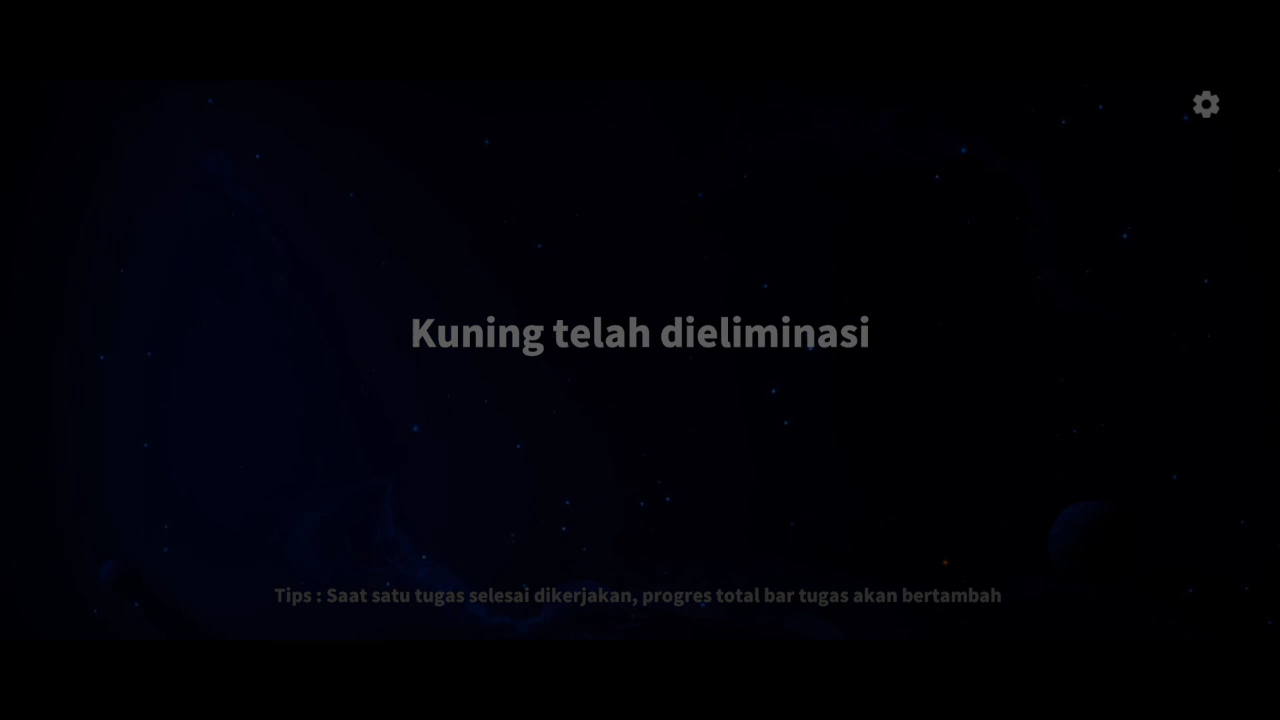 Kuning telah dieliminasi
Tips : Saat satu tugas selesai dikerjakan, progres total bar tugas akan bertambah